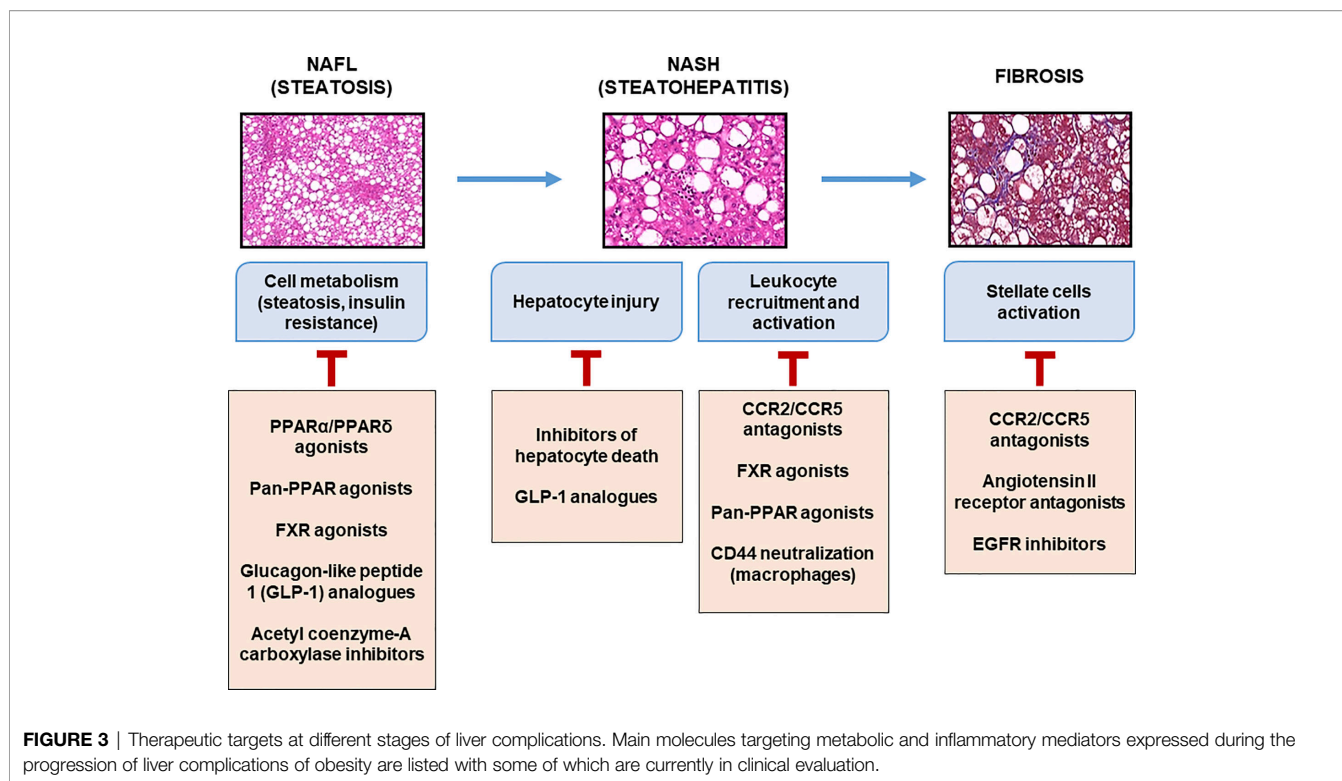 NAFL
(STEATOSIS)
NASH
(STEATOHEPATITIS)
FIBROSIS
Cell metabolism
(steatosis, insulin
resistance)
Hepatocyte injury
Leukocyte
recruitment and
activation
Stellate cells
activation
PPARα/PPARδ
agonists
Pan-PPAR agonists
FXR agonists
Glucagon-like peptide
1 (GLP-1) analogues
Acetyl coenzyme-A
carboxylase inhibitors
Inhibitors of
hepatocyte death
GLP-1 analogues
CCR2/CCR5
antagonists
FXR agonists
Pan-PPAR agonists
CD44 neutralization
(macrophages)
CCR2/CCR5
antagonists
Angiotensin II
receptor antagonists
EGFR inhibitors
FIGURE 3 | Therapeutic targets at different stages of liver complications. Main molecules targeting metabolic and inflammatory mediators expressed during the
progression of liver complications of obesity are listed with some of which are currently in clinical evaluation.